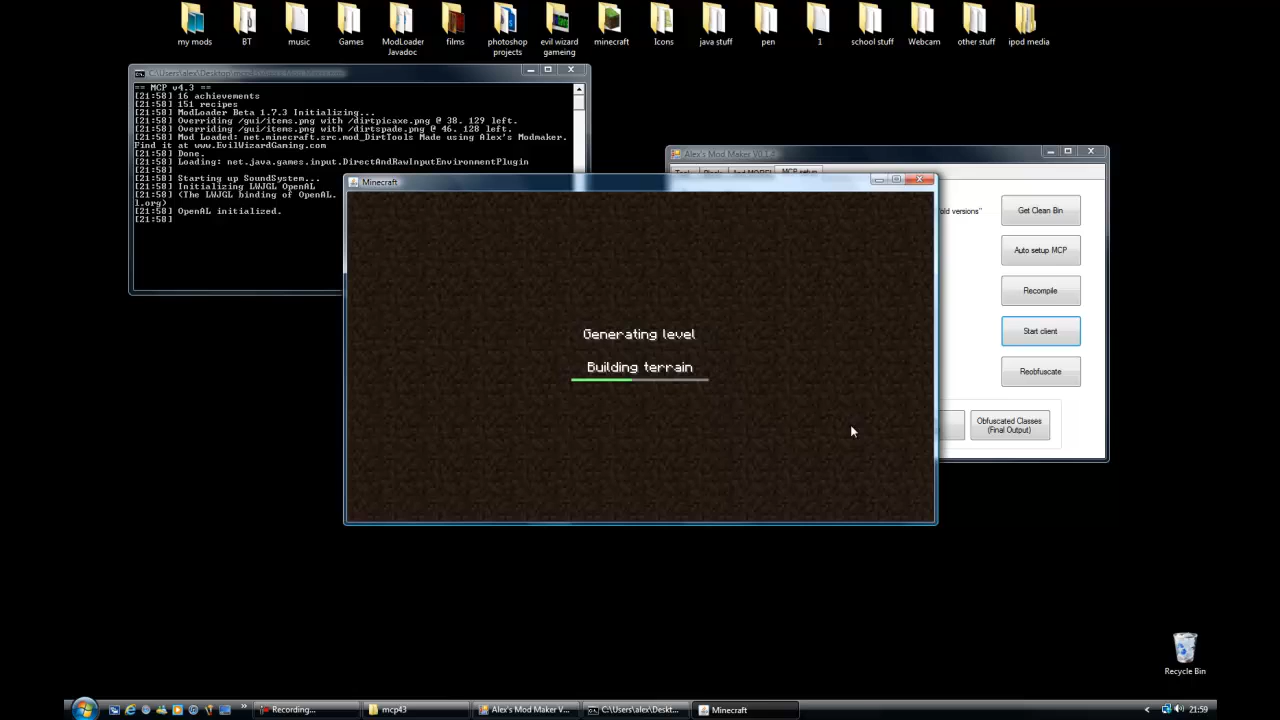 my mods
BT
music
Games
ModLoader
Javadoc
films
photoshop
projects
evil wizard
gameing
minecraft
Icons
java stuff
pen
1
school stuff
Webcam
other stuff
ipod media
== MCP v4.3 ==
[21:58] 16 achievements
[21:58] 151 recipes
[21:58] ModLoader Beta 1.7.3 Initializing...
[21:58] Overriding /gui/items.png with /dirtpicaxe.png @ 38. 129 left.
[21:58] Overriding /gui/items.png with /dirtspade.png @ 46. 128 left.
[21:58] Mod Loaded: net.minecraft.src.mod_DirtTools Made using Alex's Modmaker.
Find it at www.EvilWizardGaming.com
[21:58] Done.
[21:58] Loading: net.java.games.input.DirectAndRawInputEnvironmentPlugin
[21:58]
[21:58] Starting up SoundSystem...
[21:58] Initializing LWJGL OpenAL
[21:58] (The LWJGL binding of OpenAL.
l.org)
[21:58] OpenAL initialized.
[21:58]
Alex's Mod Maker
MCP setup
old versions"
Get Clean Bin
Auto setup MCP
Recompile
Start client
Reobfuscate
Obfuscated Classes
(Final Output)
Minecraft
Generating level
Building terrain
Recycle Bin
Recording...
mcp43
Alex's Mod Maker V...
C:\Users\alex\Deskt...
Minecraft
21:59